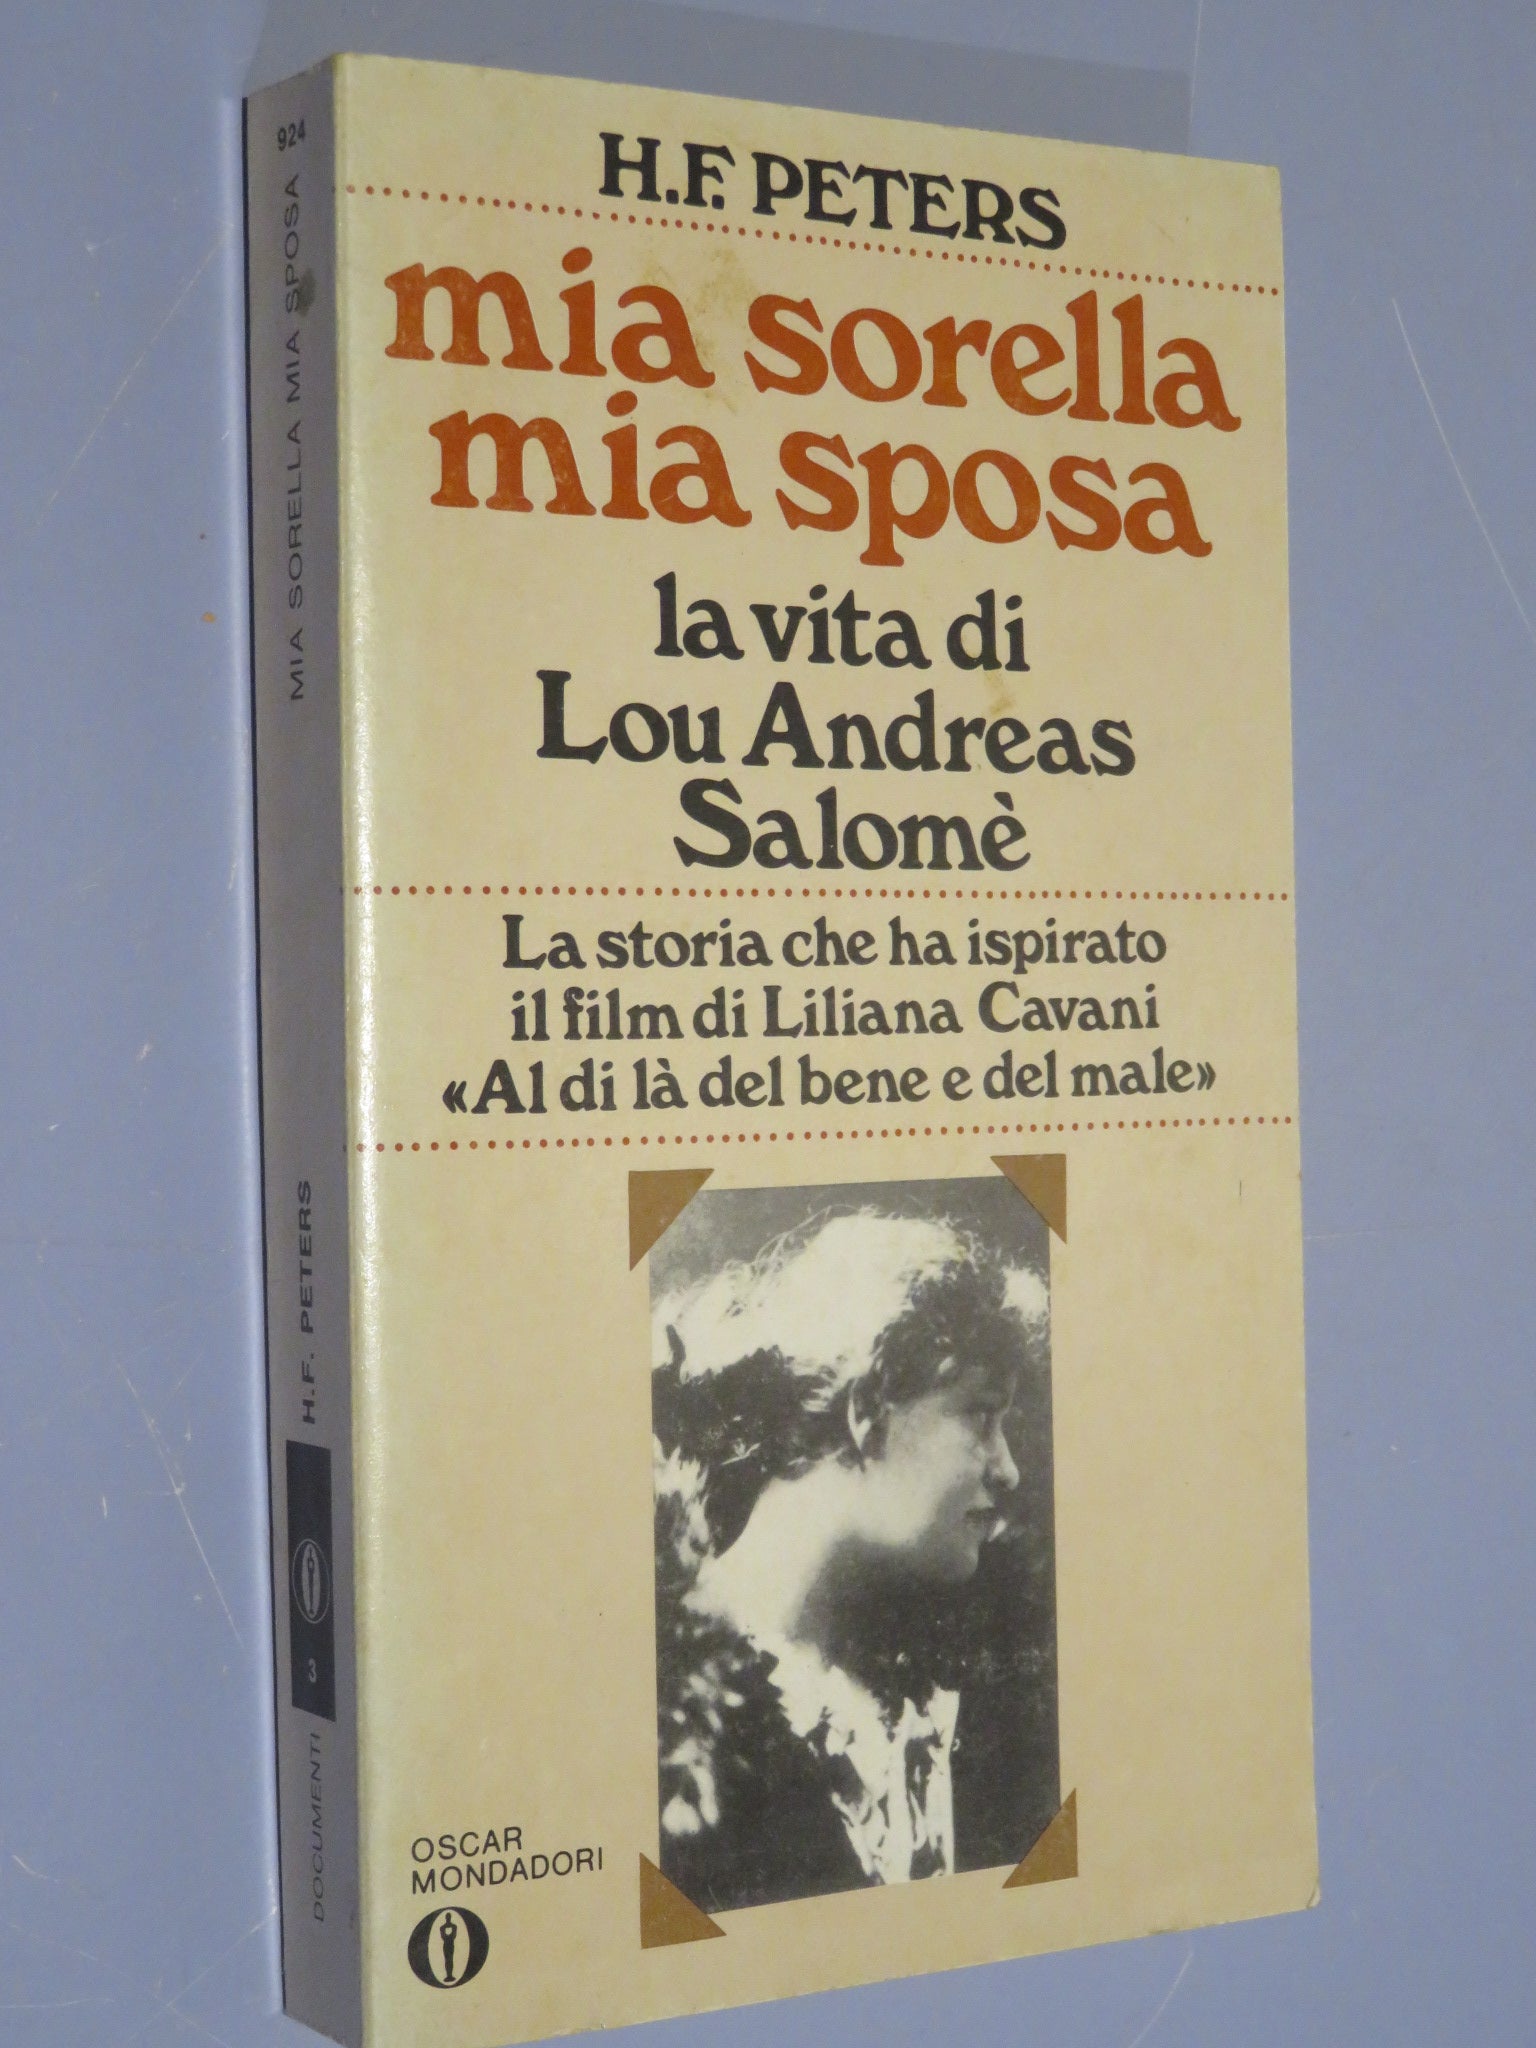 H.F. PETERS
mia sorella
mia sposa
la vita di
Lou Andreas
Salomè
La storia che ha ispirato
il film di Liliana Cavani
«Al di là del bene e del male»
OSCAR
MONDADORI
924
MIA SORELLA MIA SPOSA
H.F. PETERS
3
DOCUMENTI